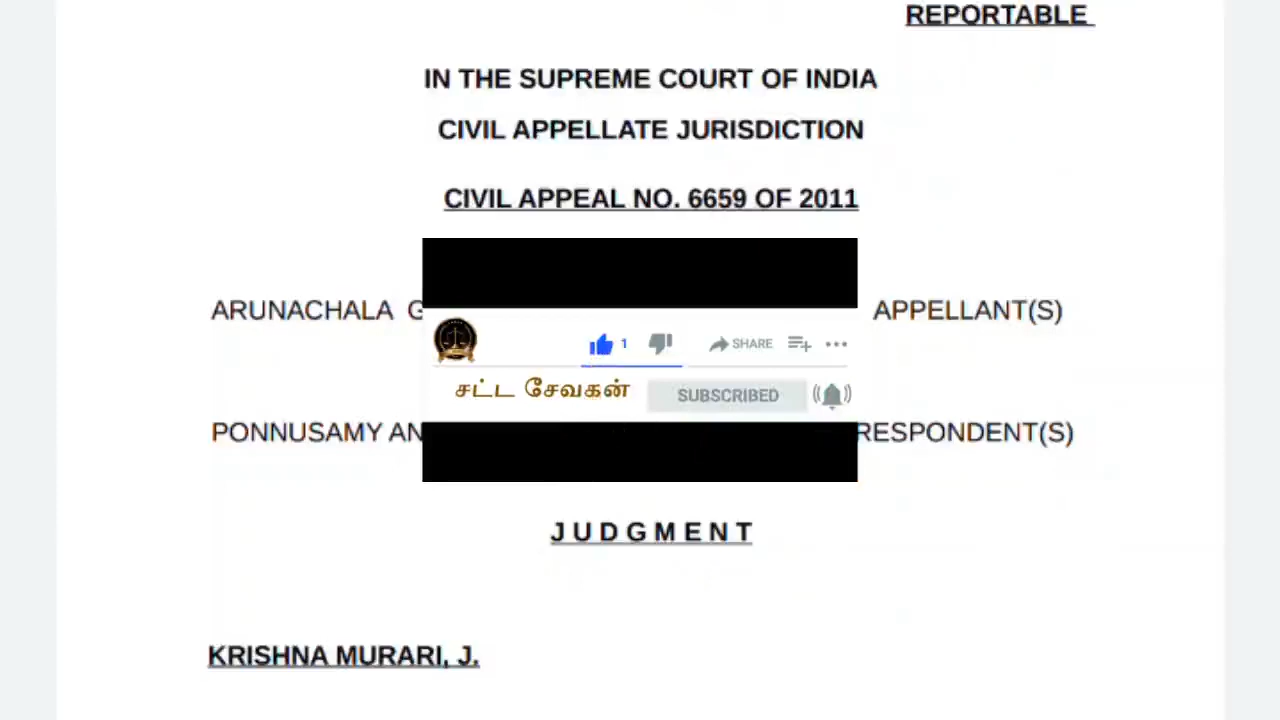 REPORTABLE
IN THE SUPREME COURT OF INDIA
CIVIL APPELLATE JURISDICTION
CIVIL APPEAL NO. 6659 OF 2011
ARUNACHALA G APPELLANT(S)
1 SHARE
சட்ட சேவகன் SUBSCRIBED
PONNUSAMY AN RESPONDENT(S)
J U D G M E N T
KRISHNA MURARI, J.